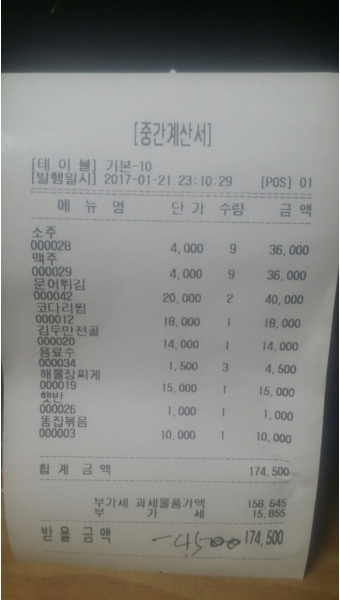 [중간계산서]
[테 이 블] 기본-10
[발행일시] 2017-01-21 23:10:29 [POS] 01
메 뉴 명 단 가 수량 금 액
소주
000028 4,000 9 36,000
맥주
000029 4,000 9 36,000
문어튀김
000042 20,000 2 40,000
코다리찜
000012 18,000 1 18,000
김두만전골
000020 14,000 1 14,000
음료수
000034 1,500 3 4,500
해물짬찌게
000019 15,000 1 15,000
햇반
000026 1,000 1 1,000
똥집볶음
000003 10,000 1 10,000
합 계 금 액 174,500
부가세 과세물품가액 158,645
부 가 세 15,855
받 을 금 액 174,500